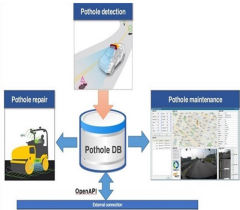 Pothole detection
Pothole repair
Pothole maintenance
Pothole DB
OpenAPI
External connection